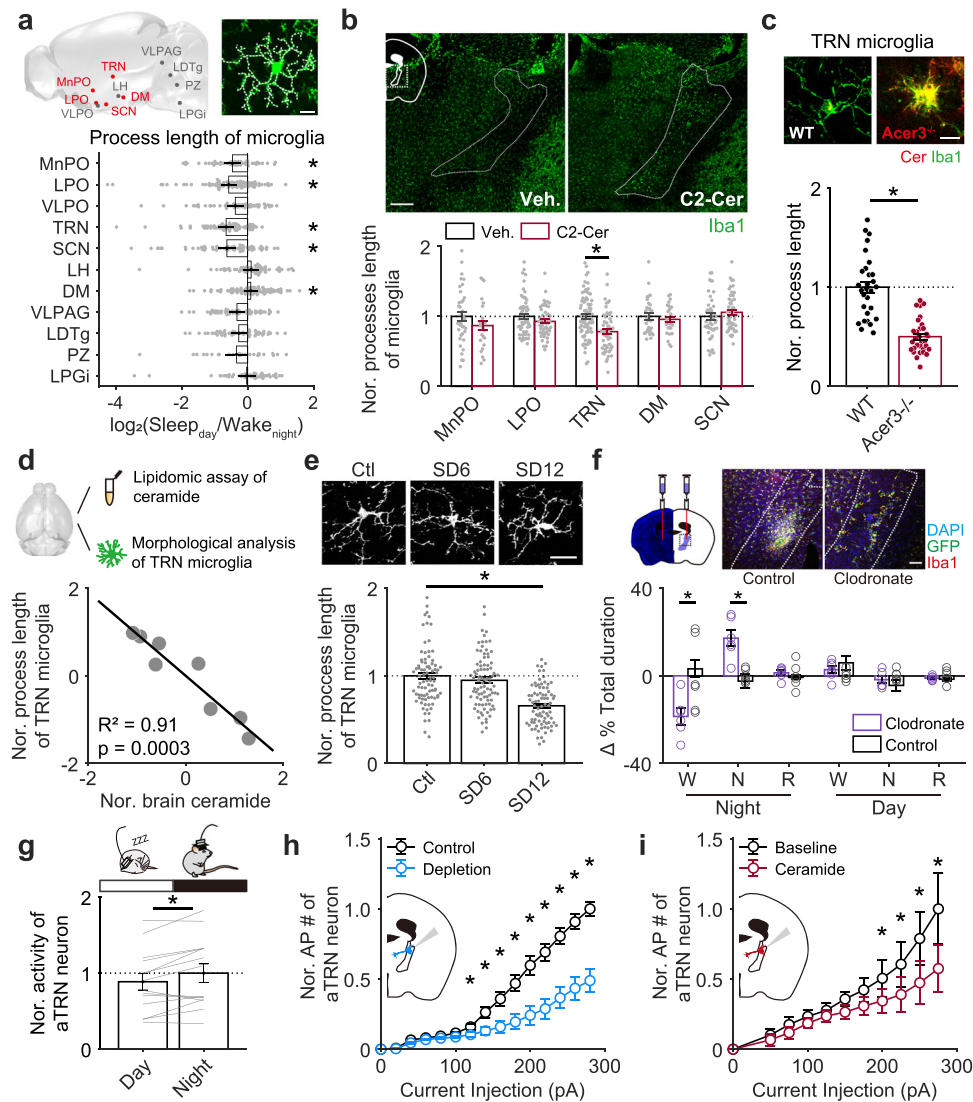 a
VLPAG
TRN
LDTg
MnPO
LH
PZ
LPO
DM
VLPO
SCN
LPGi
Process length of microglia
MnPO
*
LPO
*
VLPO
TRN
*
SCN
*
LH
DM
*
VLPAG
LDTg
PZ
LPGi
-4 -2 0 2
log₂(Sleepday/Wakenight)
b
Veh.
C2-Cer
Iba1
Veh. C2-Cer
Nor. processes length
of microglia
2
1
0
*
MnPO LPO TRN DM SCN
c
TRN microglia
WT
Acer3-/-
Cer Iba1
*
Nor. process lenght
2
1
0
WT
Acer3-/-
d
Lipidomic assay of
ceramide
Morphological analysis
of TRN microglia
Nor. process length
of TRN microglia
2
0
-2
R² = 0.91
p = 0.0003
-2 0 2
Nor. brain ceramide
e
Ctl SD6 SD12
*
Nor. process length
of TRN microglia
2
1
0
Ctl SD6 SD12
f
DAPI
GFP
Iba1
Control Clodronate
Δ % Total duration
40
0
-40
* *
Clodronate
Control
W N R W N R
Night Day
g
zzz
*
Nor. activity of
aTRN neuron
2
1
0
Day Night
h
Control
Depletion
Nor. AP # of
aTRN neuron
1.5
1.0
0.5
0
* * * * * * * * *
0 100 200 300
Current Injection (pA)
i
Baseline
Ceramide
Nor. AP # of
aTRN neuron
1.5
1.0
0.5
0
* * * *
0 100 200 300
Current Injection (pA)